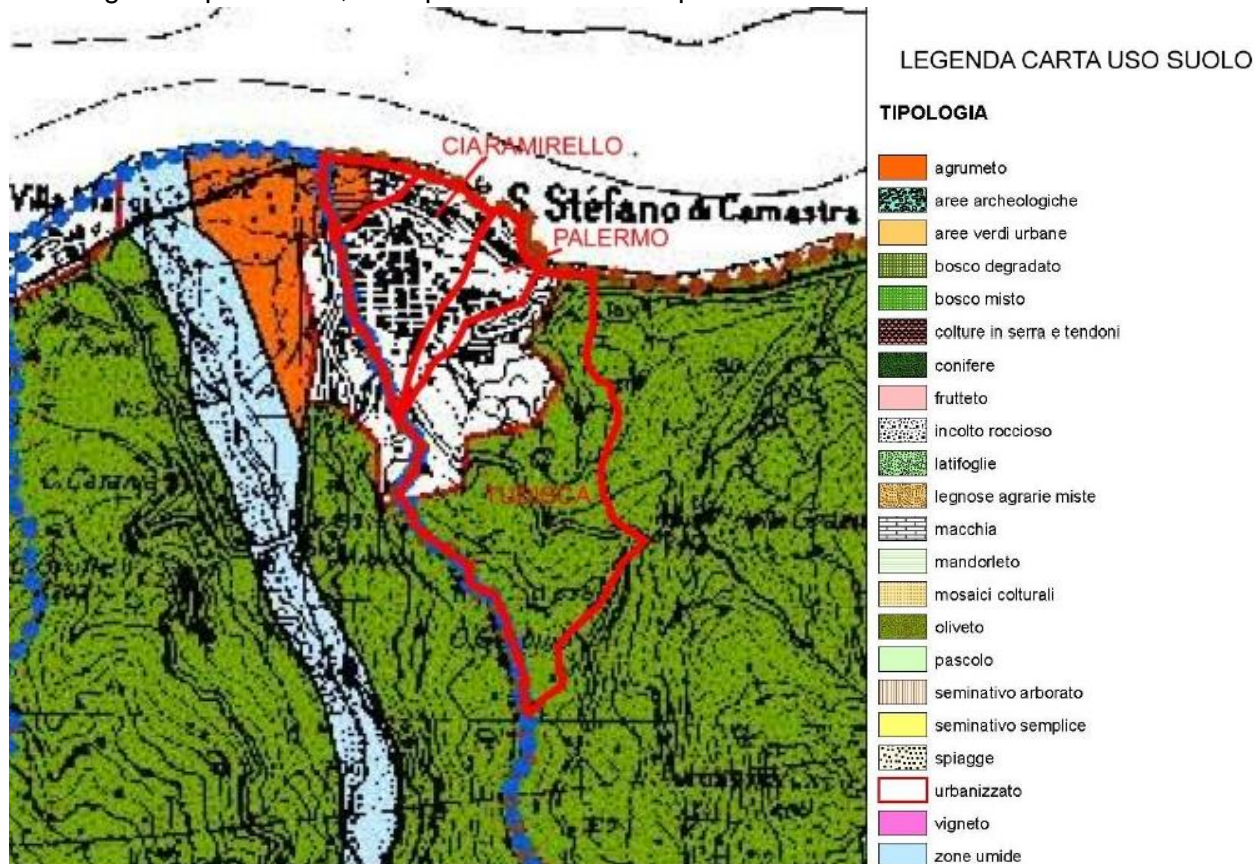 CIARAMIRELLO
S. Stéfano di Camastra
PALERMO
TUDISCA
LEGENDA CARTA USO SUOLO
TIPOLOGIA
agrumeto
aree archeologiche
aree verdi urbane
bosco degradato
bosco misto
colture in serra e tendoni
conifere
frutteto
incolto roccioso
latifoglie
legnose agrarie miste
macchia
mandorleto
mosaici colturali
oliveto
pascolo
seminativo arborato
seminativo semplice
spiagge
urbanizzato
vigneto
zone umide